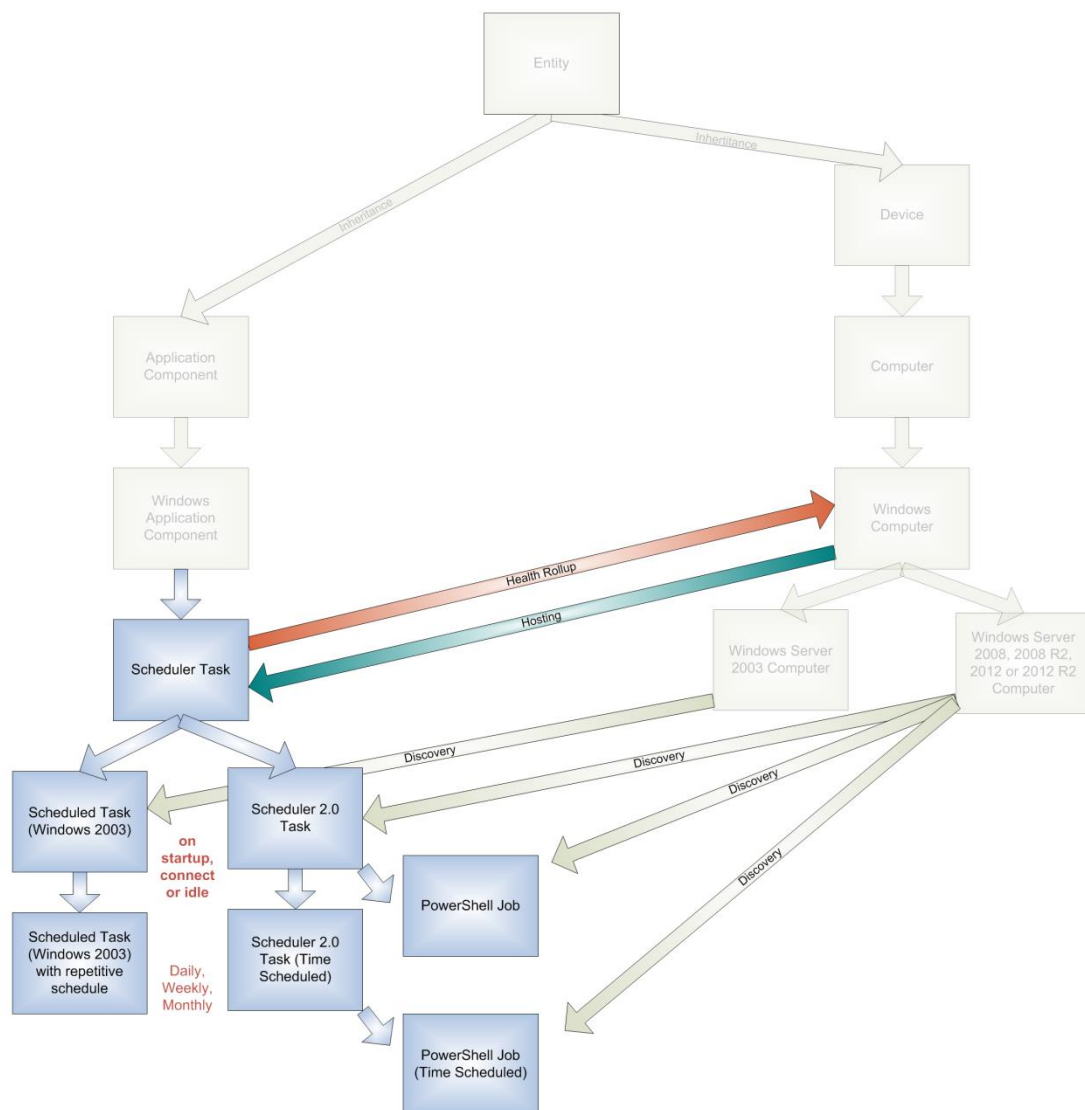 Entity
Inhertitance
Inheritance
Device
Application
Component
Computer
Windows
Application
Component
Windows
Computer
Health Rollup
Hosting
Scheduler Task
Windows Server
2003 Computer
Windows Server
2008, 2008 R2,
2012 or 2012 R2
Computer
Discovery
Discovery
Discovery
Discovery
Scheduled Task
(Windows 2003)
on
startup,
connect
or idle
Scheduler 2.0
Task
PowerShell Job
Scheduled Task
(Windows 2003)
with repetitive
schedule
Daily,
Weekly,
Monthly
Scheduler 2.0
Task (Time
Scheduled)
PowerShell Job
(Time Scheduled)